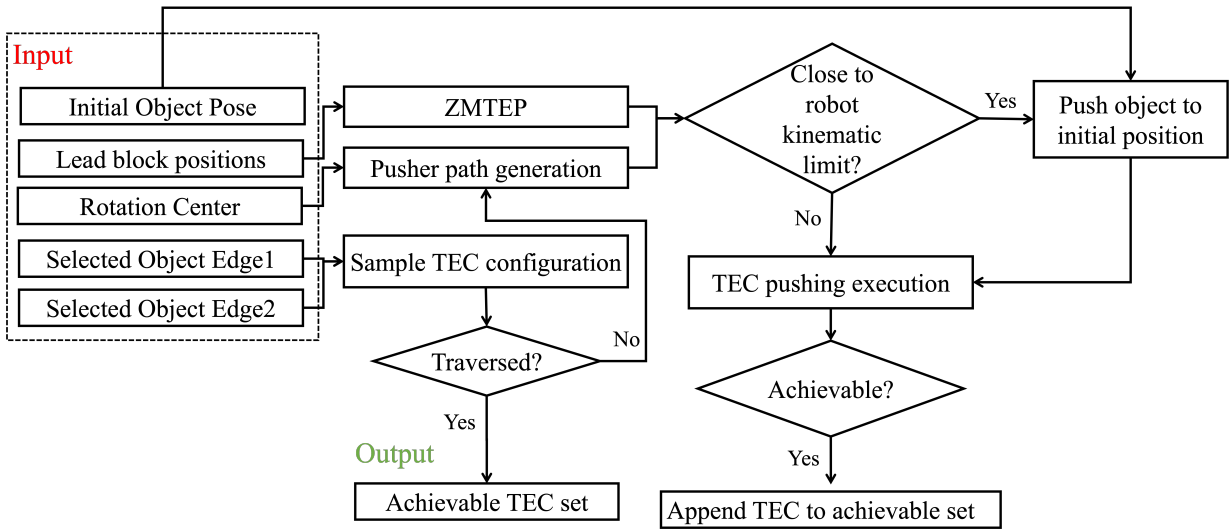 Input
Initial Object Pose
Lead block positions
Rotation Center
Selected Object Edge1
Selected Object Edge2
ZMTEP
Pusher path generation
Sample TEC configuration
Traversed?
No
Yes
Output
Achievable TEC set
Close to
robot
kinematic
limit?
Yes
Push object to
initial position
No
TEC pushing execution
Achievable?
Yes
Append TEC to achievable set